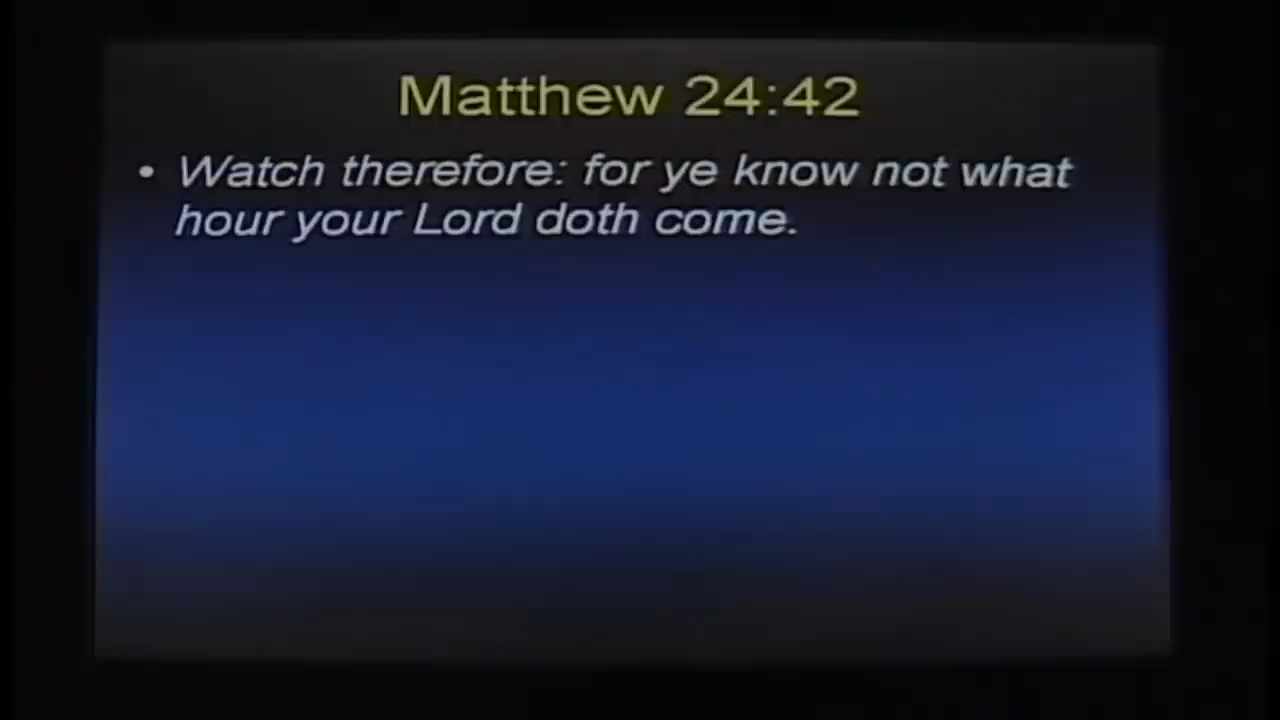 Matthew 24:42
• Watch therefore: for ye know not what
hour your Lord doth come.